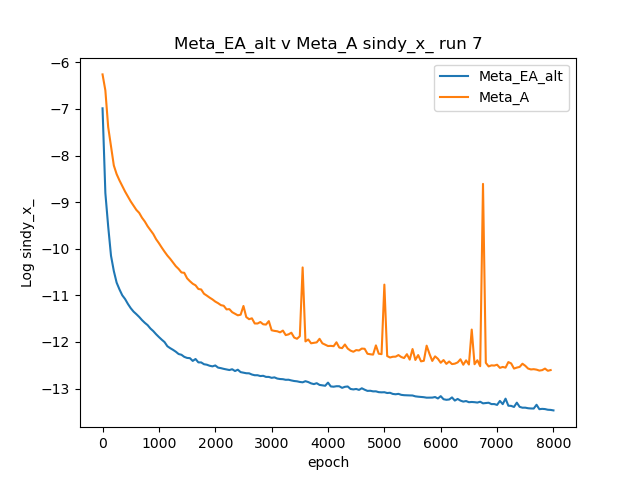 Meta_EA_alt v Meta_A sindy_x_ run 7
Meta_EA_alt
Meta_A
Log sindy_x_
−6
−7
−8
−9
−10
−11
−12
−13
0 1000 2000 3000 4000 5000 6000 7000 8000
epoch